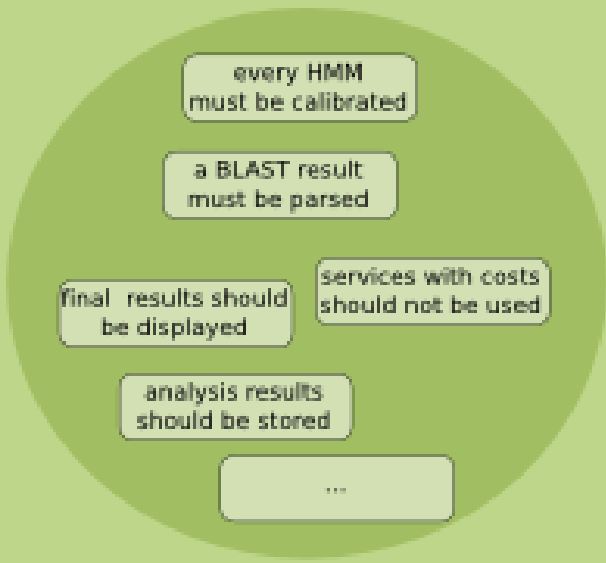 every HMM
must be calibrated
a BLAST result
must be parsed
services with costs
should not be used
final results should
be displayed
analysis results
should be stored
...